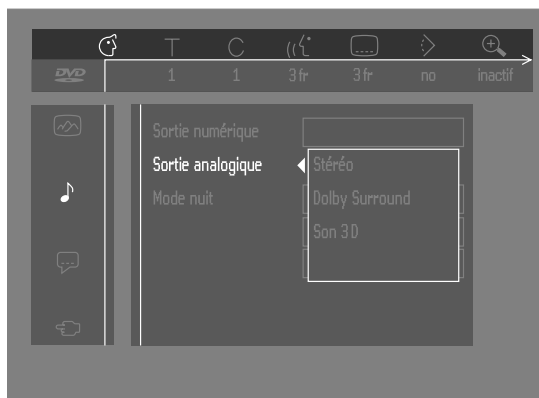 T C
DVD 1 1 3 fr 3 fr no inactif
Sortie numérique
Sortie analogique Stéréo
Mode nuit Dolby Surround
Son 3D